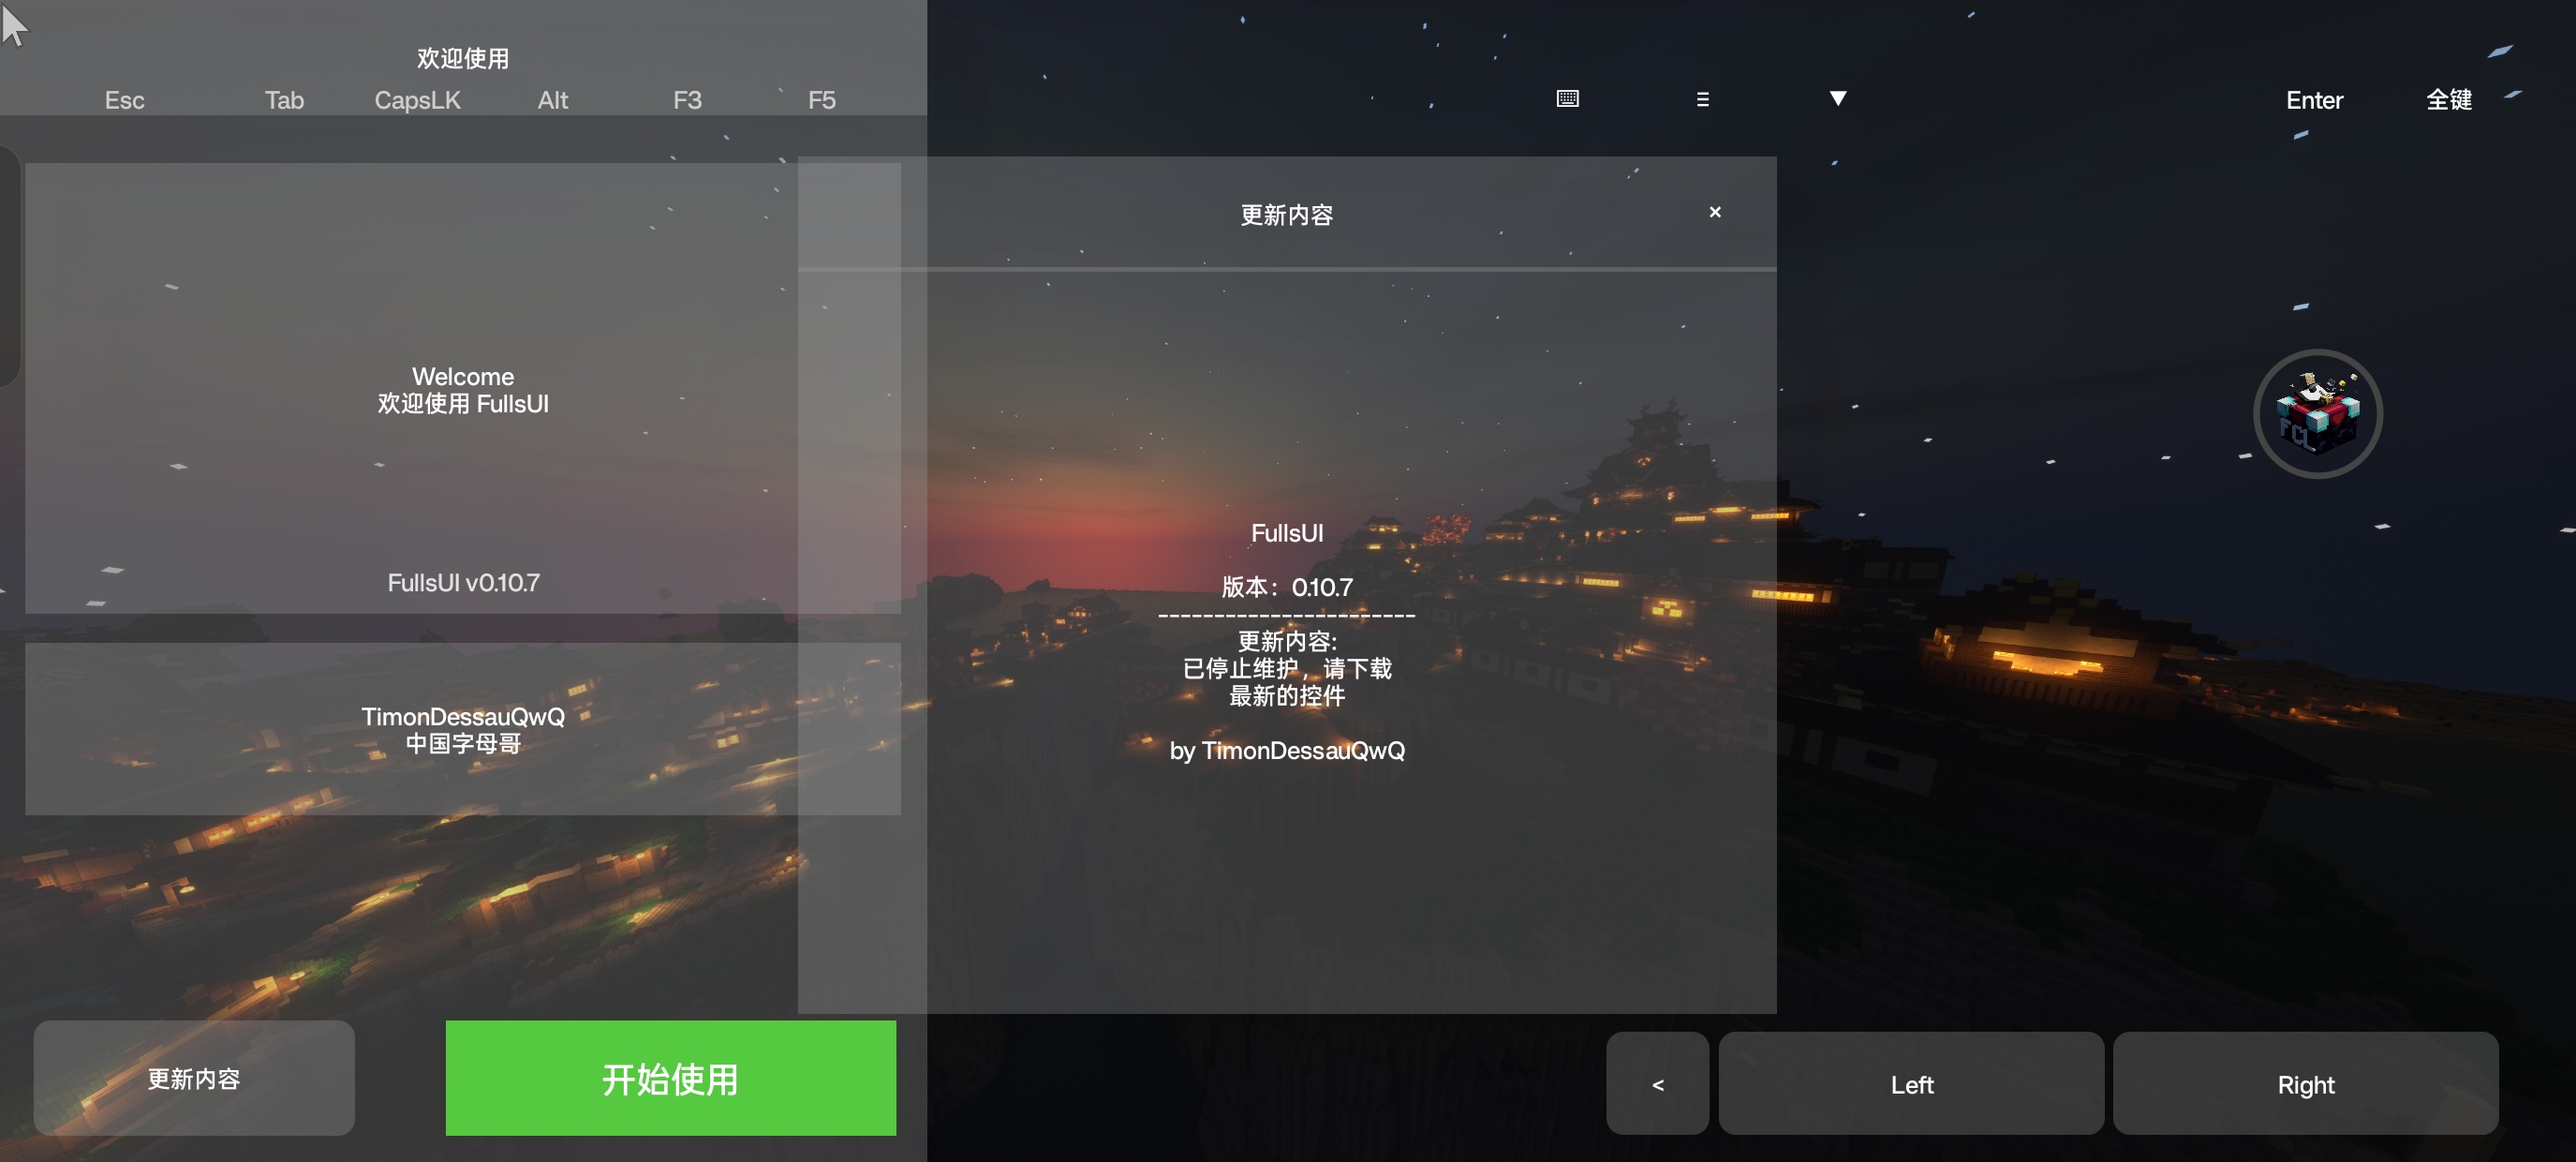 欢迎使用
Esc
Tab
CapsLK
Alt
F3
F5
Enter
全键
更新内容
×
Welcome
欢迎使用 FullsUI
FullsUI v0.10.7
TimonDessauQwQ
中国字母哥
FullsUI
版本：0.10.7
-----------------------
更新内容:
已停止维护，请下载
最新的控件
by TimonDessauQwQ
FCL
更新内容
开始使用
<
Left
Right